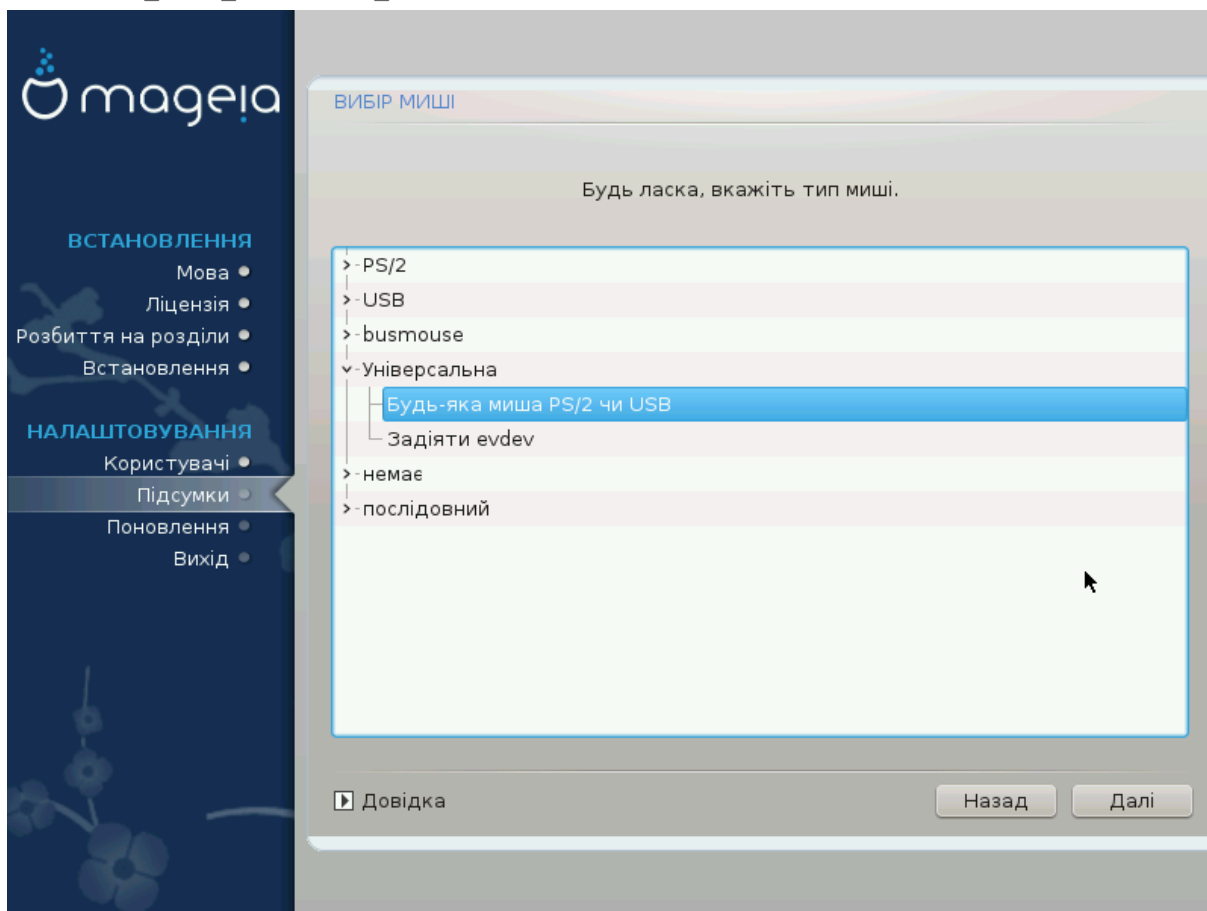 mageia
ВСТАНОВЛЕННЯ
Мова
Ліцензія
Розбиття на розділи
Встановлення
НАЛАШТОВУВАННЯ
Користувачі
Підсумки
Поновлення
Вихід
ВИБІР МИШІ
Будь ласка, вкажіть тип миші.
PS/2
USB
busmouse
Універсальна
Будь-яка миша PS/2 чи USB
Задіяти evdev
немає
послідовний
Довідка
Назад
Далі